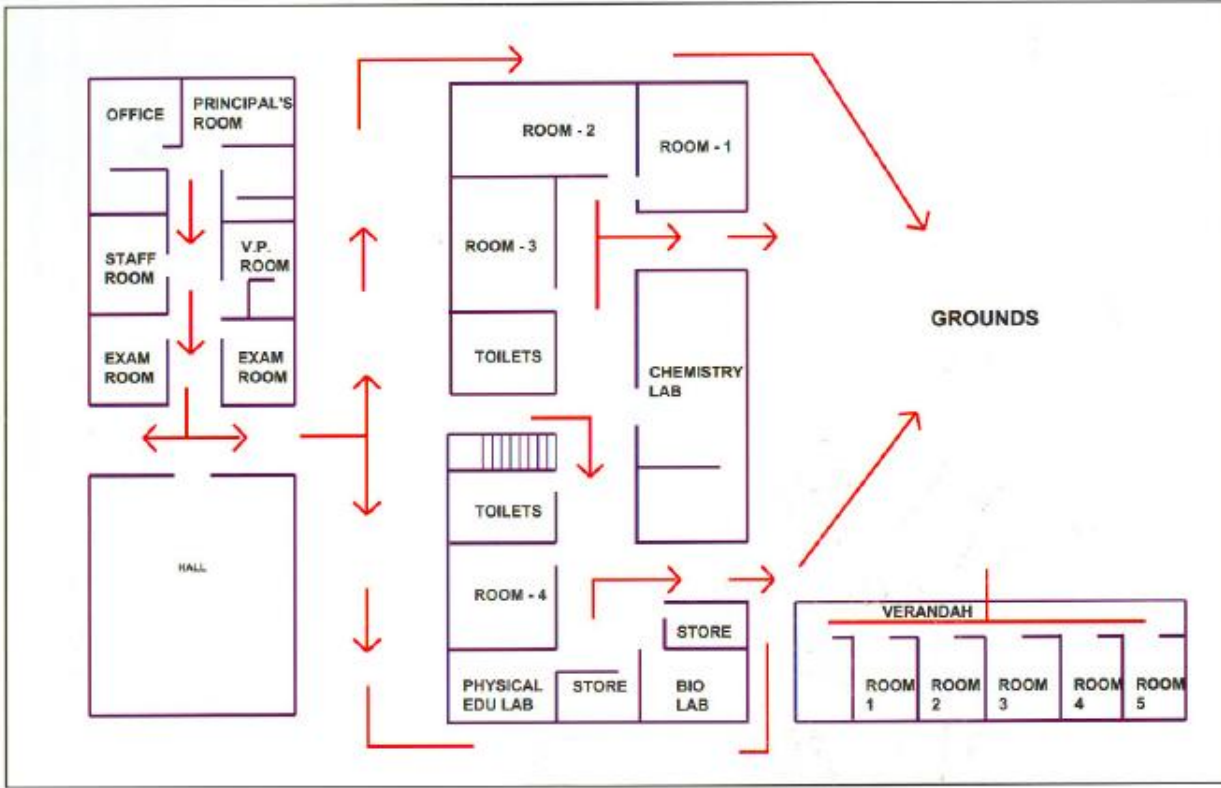 OFFICE
PRINCIPAL'S
ROOM
STAFF
ROOM
V.P.
ROOM
EXAM
ROOM
EXAM
ROOM
HALL
ROOM - 2
ROOM - 1
ROOM - 3
TOILETS
CHEMISTRY
LAB
TOILETS
ROOM - 4
STORE
PHYSICAL
EDU LAB
STORE
BIO
LAB
GROUNDS
VERANDAH
ROOM
1
ROOM
2
ROOM
3
ROOM
4
ROOM
5